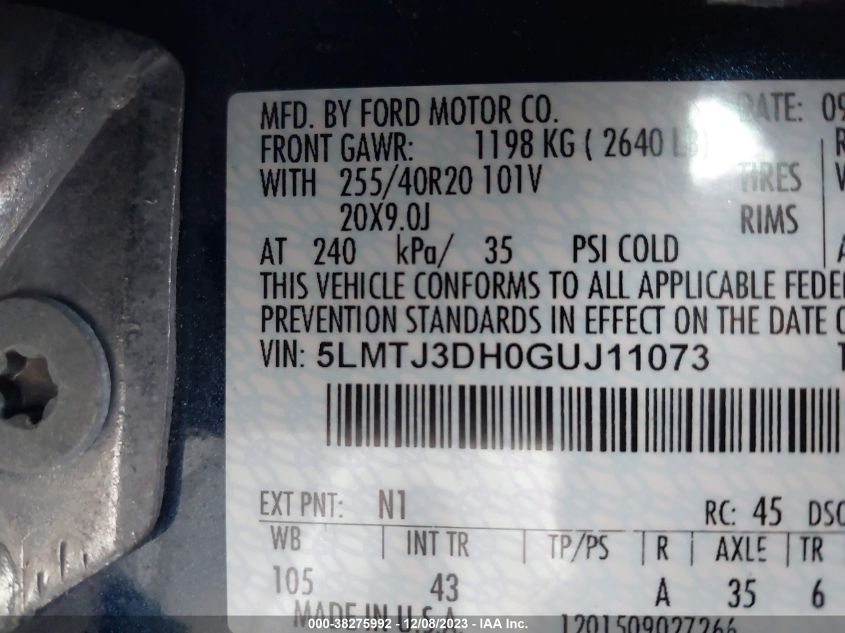 MFD. BY FORD MOTOR CO. DATE: 09
FRONT GAWR: 1198 KG ( 2640 LB)
WITH 255/40R20 101V TIRES
20X9.0J RIMS
AT 240 kPa/ 35 PSI COLD
THIS VEHICLE CONFORMS TO ALL APPLICABLE FEDE
PREVENTION STANDARDS IN EFFECT ON THE DATE
VIN: 5LMTJ3DH0GUJ11073
EXT PNT: N1 RC: 45 DSO
WB INT TR TP/PS R AXLE TR
105 43 A 35 6
MADE IN U.S.A. 1201509027266
000-38275992 - 12/08/2023 - IAA Inc.